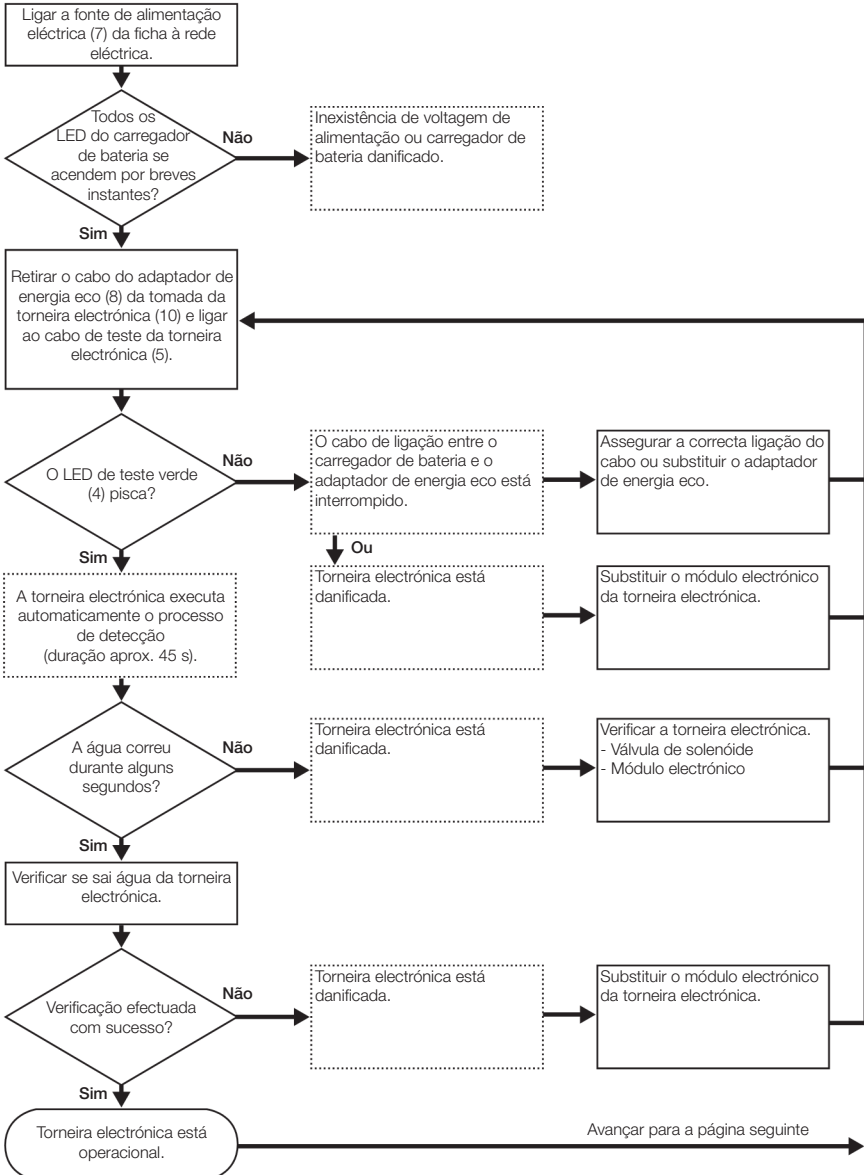 Ligar a fonte de alimentação
eléctrica (7) da ficha à rede
eléctrica.
Todos os
LED do carregador
de bateria se
acendem por breves
instantes?
Não
Inexistência de voltagem de
alimentação ou carregador de
bateria danificado.
Sim
Retirar o cabo do adaptador de
energia eco (8) da tomada da
torneira electrónica (10) e ligar
ao cabo de teste da torneira
electrónica (5).
O LED de teste verde
(4) pisca?
Não
O cabo de ligação entre o
carregador de bateria e o
adaptador de energia eco está
interrompido.
Assegurar a correcta ligação do
cabo ou substituir o adaptador
de energia eco.
Ou
Sim
Torneira electrónica está
danificada.
Substituir o módulo electrónico
da torneira electrónica.
A torneira electrónica executa
automaticamente o processo
de detecção
(duração aprox. 45 s).
A água correu
durante alguns
segundos?
Não
Torneira electrónica está
danificada.
Verificar a torneira electrónica.
- Válvula de solenóide
- Módulo electrónico
Sim
Verificar se sai água da torneira
electrónica.
Verificação efectuada
com sucesso?
Não
Torneira electrónica está
danificada.
Substituir o módulo electrónico
da torneira electrónica.
Sim
Torneira electrónica está
operacional.
Avançar para a página seguinte